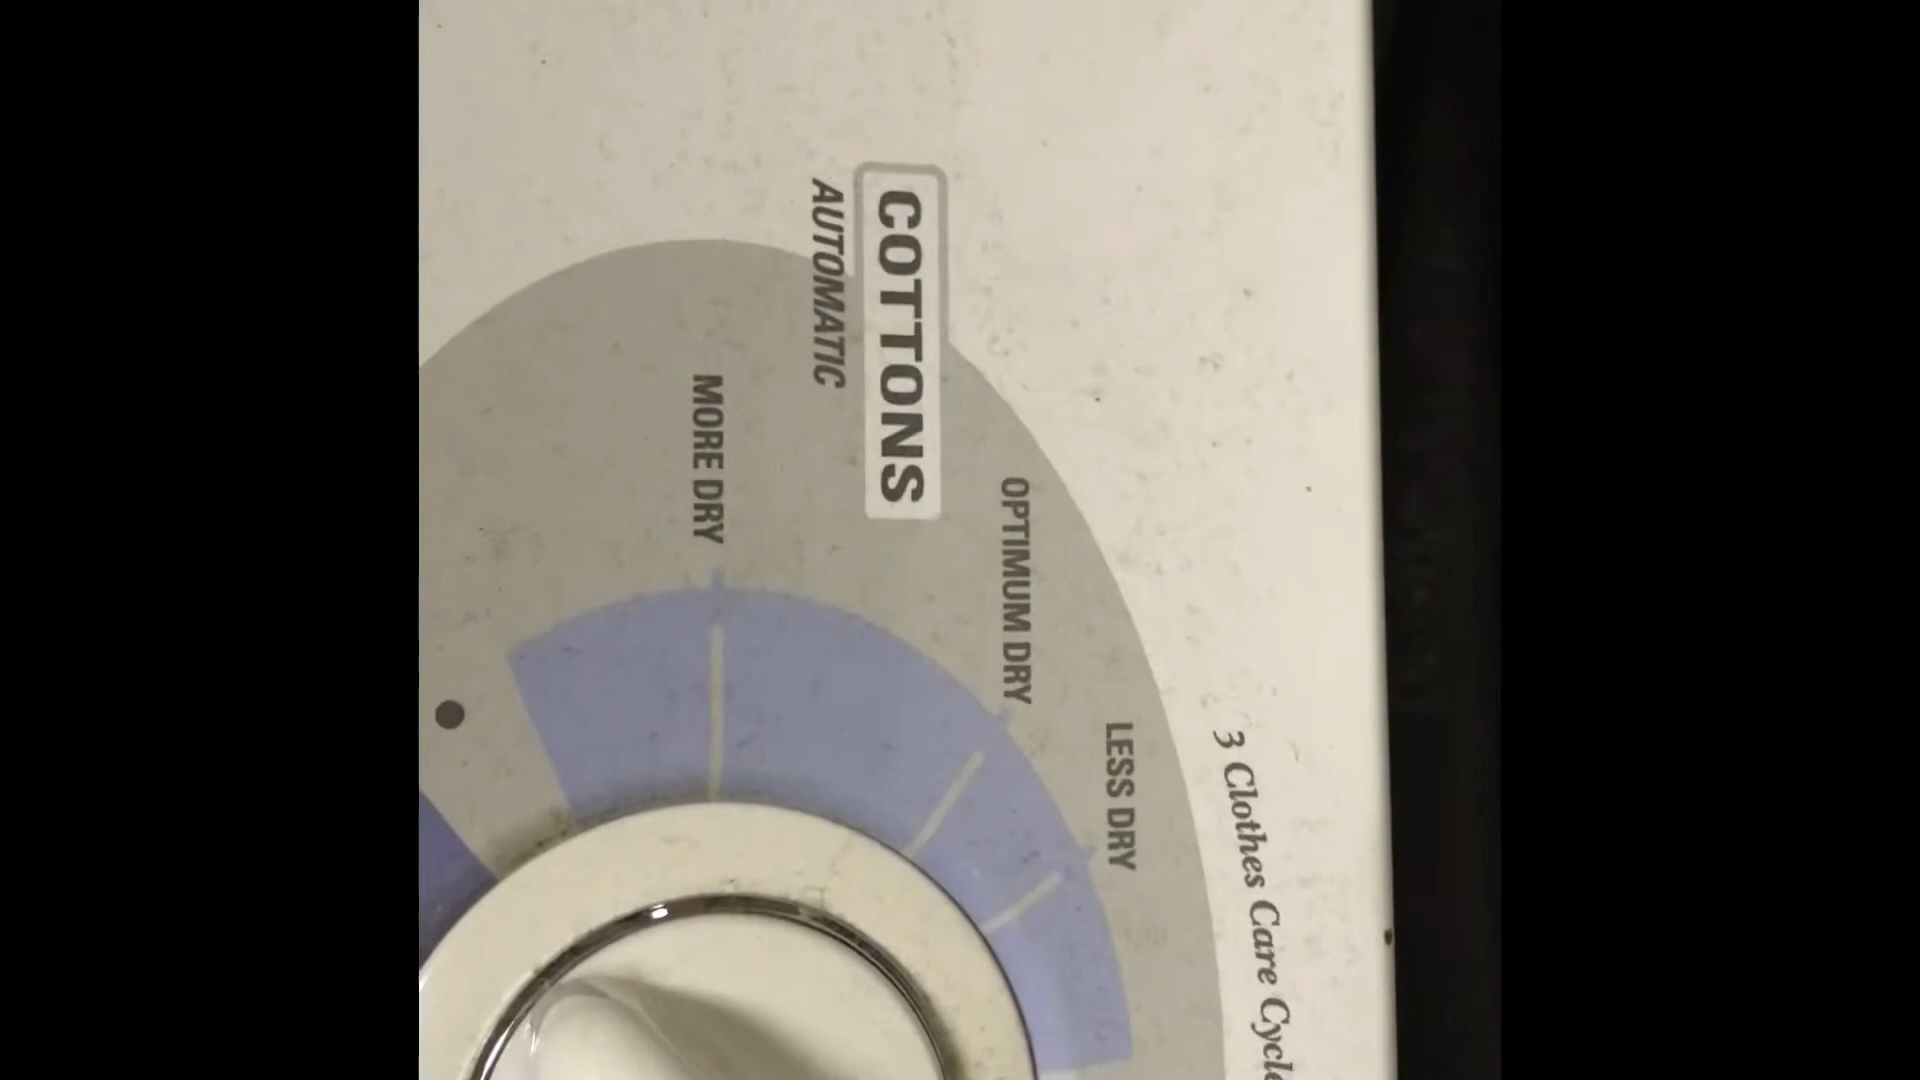 3 Clothes Care Cycle
COTTONS
AUTOMATIC
LESS DRY
OPTIMUM DRY
MORE DRY